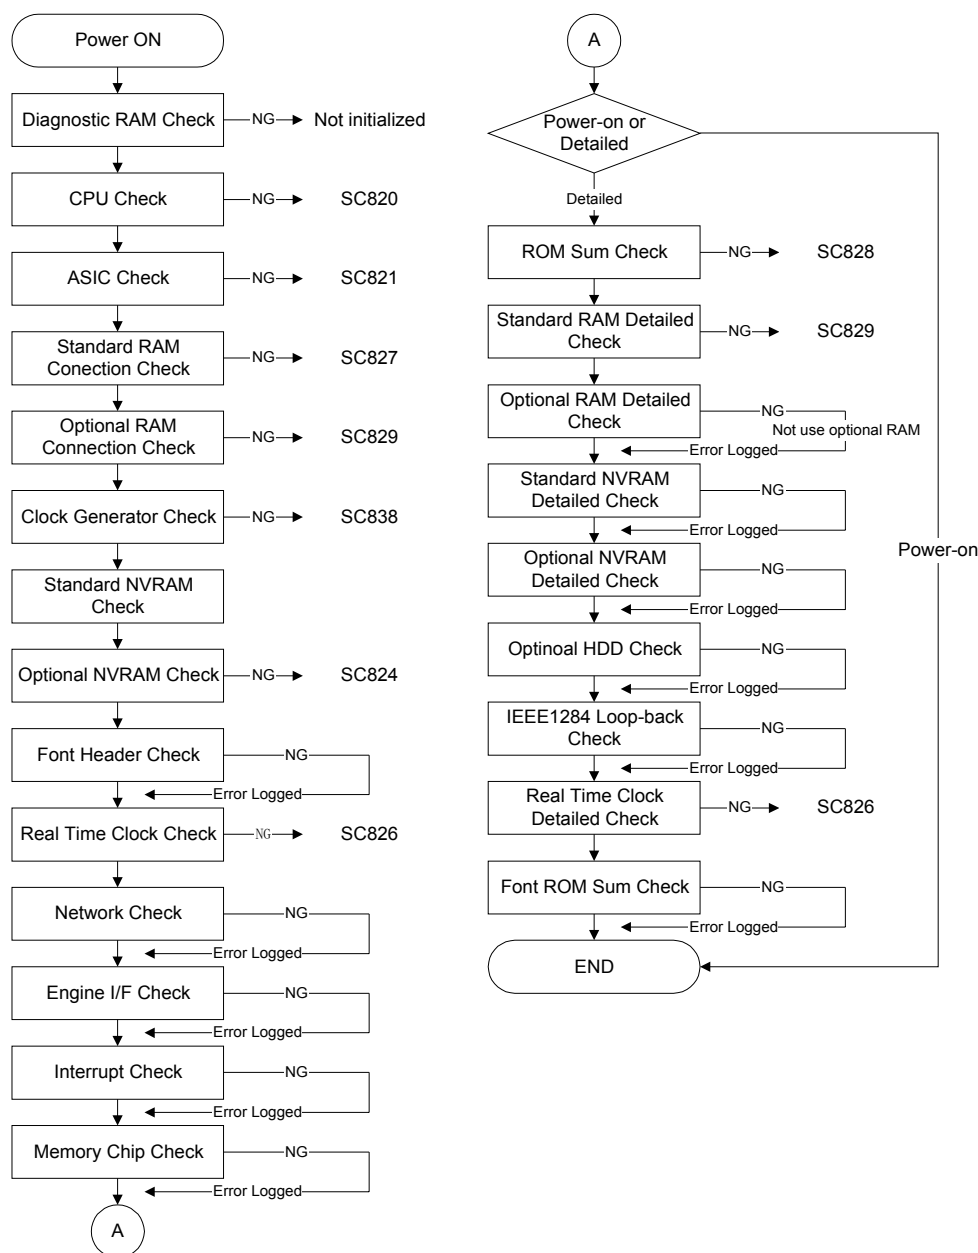 Power ON
Diagnostic RAM Check
NG
Not initialized
CPU Check
NG
SC820
ASIC Check
NG
SC821
Standard RAM
Conection Check
NG
SC827
Optional RAM
Connection Check
NG
SC829
Clock Generator Check
NG
SC838
Standard NVRAM
Check
Optional NVRAM Check
NG
SC824
Font Header Check
NG
Error Logged
Real Time Clock Check
NG
SC826
Network Check
NG
Error Logged
Engine I/F Check
NG
Error Logged
Interrupt Check
NG
Error Logged
Memory Chip Check
NG
Error Logged
A
A
Power-on or
Detailed
Detailed
ROM Sum Check
NG
SC828
Standard RAM Detailed
Check
NG
SC829
Optional RAM Detailed
Check
NG
Not use optional RAM
Error Logged
Standard NVRAM
Detailed Check
NG
Error Logged
Optional NVRAM
Detailed Check
NG
Error Logged
Optinoal HDD Check
NG
Error Logged
IEEE1284 Loop-back
Check
NG
Error Logged
Real Time Clock
Detailed Check
NG
SC826
Font ROM Sum Check
NG
Error Logged
END
Power-on